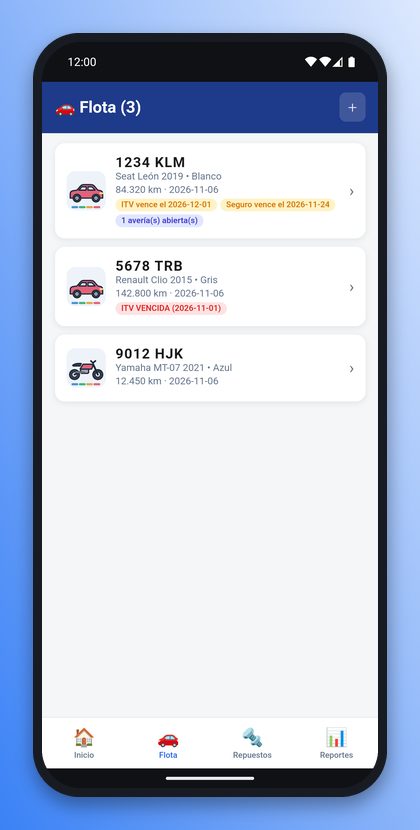 12:00
🚗 Flota (3)
+
1234 KLM
Seat León 2019 • Blanco
84.320 km · 2026-11-06
ITV vence el 2026-12-01 Seguro vence el 2026-11-24
1 avería(s) abierta(s)
›
5678 TRB
Renault Clio 2015 • Gris
142.800 km · 2026-11-06
ITV VENCIDA (2026-11-01)
›
9012 HJK
Yamaha MT-07 2021 • Azul
12.450 km · 2026-11-06
›
Inicio Flota Repuestos Reportes